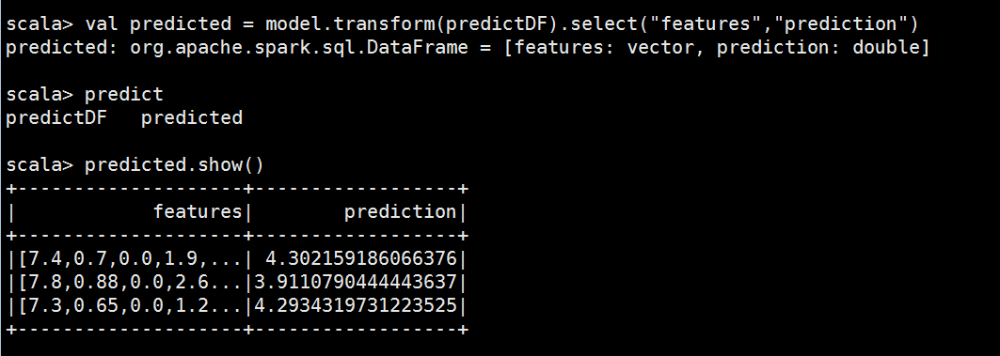 scala> val predicted = model.transform(predictDF).select("features","prediction")
predicted: org.apache.spark.sql.DataFrame = [features: vector, prediction: double]
scala> predict
predictDF   predicted
scala> predicted.show()
+--------------------+------------------+
|            features|        prediction|
+--------------------+------------------+
|[7.4,0.7,0.0,1.9,...| 4.302159186066376|
|[7.8,0.88,0.0,2.6...|3.9110790444443637|
|[7.3,0.65,0.0,1.2...|4.2934319731223525|
+--------------------+------------------+